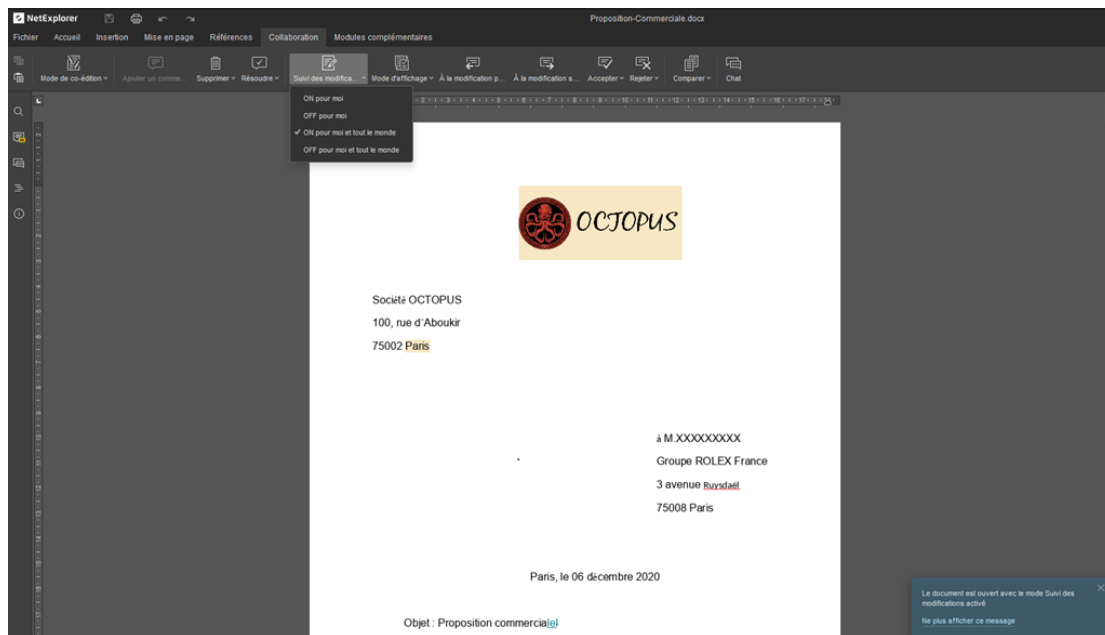 NetExplorer
Proposition-Commerciale.docx
Fichier Accueil Insertion Mise en page Références Collaboration Modules complémentaires
Mode de co-édition Ajouter un comme... Supprimer Résoudre Suivi des modifica... Mode d'affichage À la modification p... À la modification s... Accepter Rejeter Comparer Chat
ON pour moi
OFF pour moi
ON pour moi et tout le monde
OFF pour moi et tout le monde
OCTOPUS
Société OCTOPUS
100, rue d'Aboukir
75002 Paris
à M.XXXXXXXXX
Groupe ROLEX France
3 avenue Ruysdaël
75008 Paris
Paris, le 06 décembre 2020
Objet : Proposition commerciale
Le document est ouvert avec le mode Suivi des
modifications activé
Ne plus afficher ce message